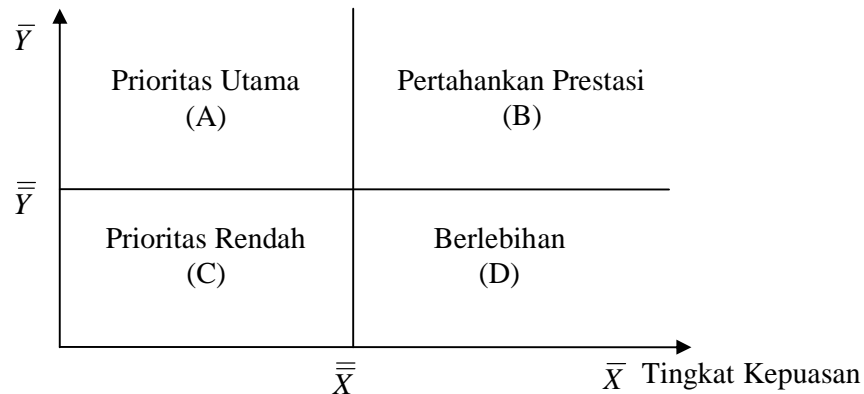 Y̅
Prioritas Utama
(A)
Pertahankan Prestasi
(B)
Y̿
Prioritas Rendah
(C)
Berlebihan
(D)
X̿
X̅ Tingkat Kepuasan